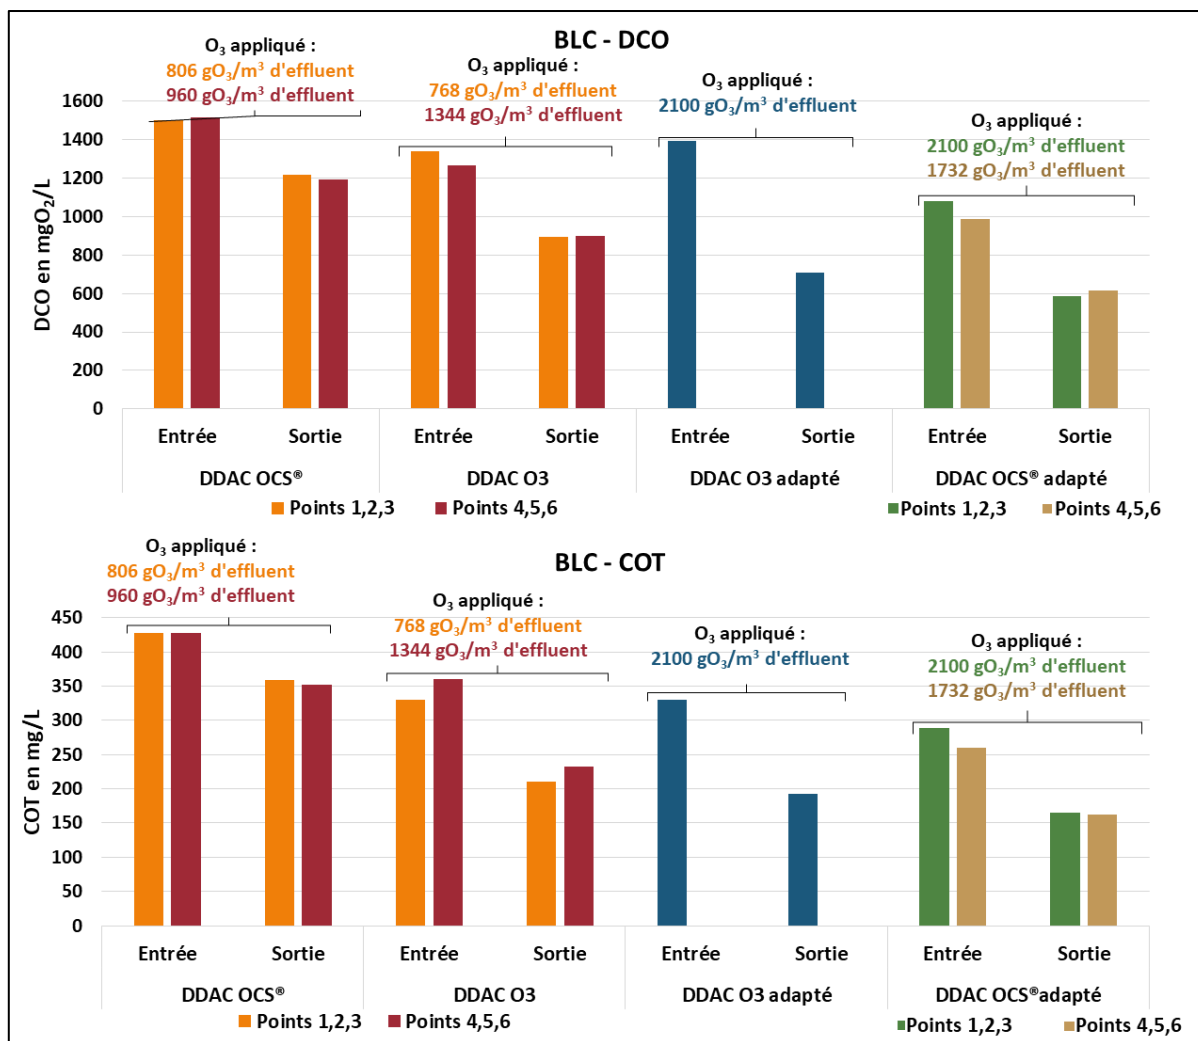 BLC - DCO
O₃ appliqué :
806 gO₃/m³ d'effluent
960 gO₃/m³ d'effluent
O₃ appliqué :
768 gO₃/m³ d'effluent
1344 gO₃/m³ d'effluent
O₃ appliqué :
2100 gO₃/m³ d'effluent
O₃ appliqué :
2100 gO₃/m³ d'effluent
1732 gO₃/m³ d'effluent
DCO en mgO₂/L
1600
1400
1200
1000
800
600
400
200
0
Entrée Sortie Entrée Sortie Entrée Sortie Entrée Sortie
DDAC OCS® DDAC O3 DDAC O3 adapté DDAC OCS® adapté
Points 1,2,3 Points 4,5,6 Points 1,2,3 Points 4,5,6
BLC - COT
O₃ appliqué :
806 gO₃/m³ d'effluent
960 gO₃/m³ d'effluent
O₃ appliqué :
768 gO₃/m³ d'effluent
1344 gO₃/m³ d'effluent
O₃ appliqué :
2100 gO₃/m³ d'effluent
O₃ appliqué :
2100 gO₃/m³ d'effluent
1732 gO₃/m³ d'effluent
COT en mg/L
450
400
350
300
250
200
150
100
50
0
Entrée Sortie Entrée Sortie Entrée Sortie Entrée Sortie
DDAC OCS® DDAC O3 DDAC O3 adapté DDAC OCS®adapté
Points 1,2,3 Points 4,5,6 Points 1,2,3 Points 4,5,6